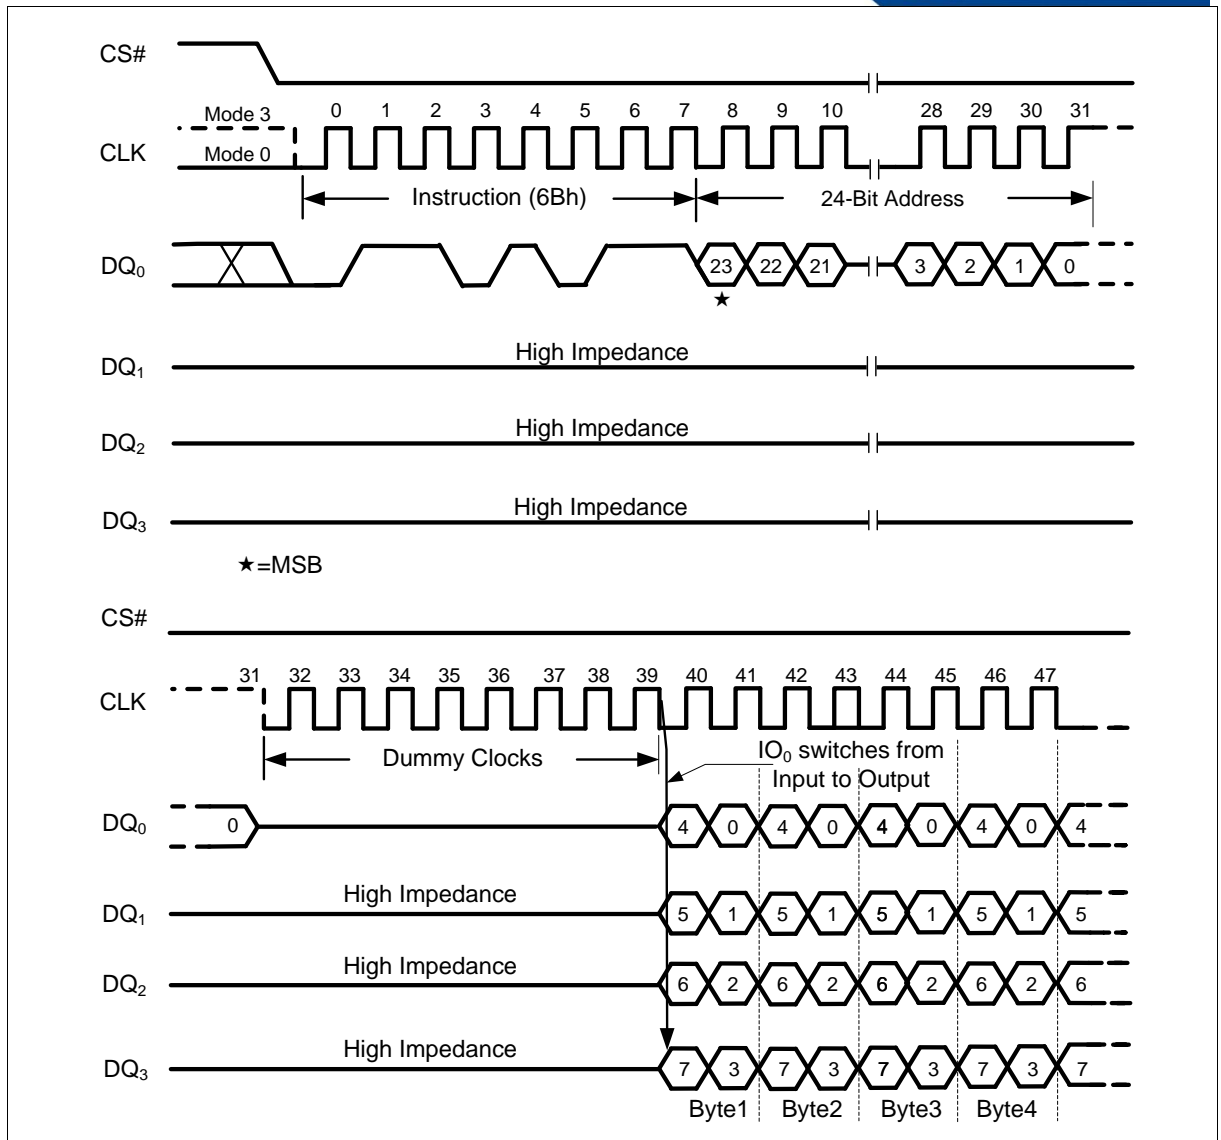 CS#
Mode 3
0 1 2 3 4 5 6 7 8 9 10 28 29 30 31
CLK
Mode 0
Instruction (6Bh)
24-Bit Address
DQ0
23 22 21 3 2 1 0
★
High Impedance
DQ1
High Impedance
DQ2
High Impedance
DQ3
★=MSB
CS#
31 32 33 34 35 36 37 38 39 40 41 42 43 44 45 46 47
CLK
Dummy Clocks
IO0 switches from
Input to Output
DQ0
0 4 0 4 0 4 0 4 0 4
High Impedance
DQ1
5 1 5 1 5 1 5 1 5
High Impedance
DQ2
6 2 6 2 6 2 6 2 6
High Impedance
DQ3
7 3 7 3 7 3 7 3 7
Byte1 Byte2 Byte3 Byte4